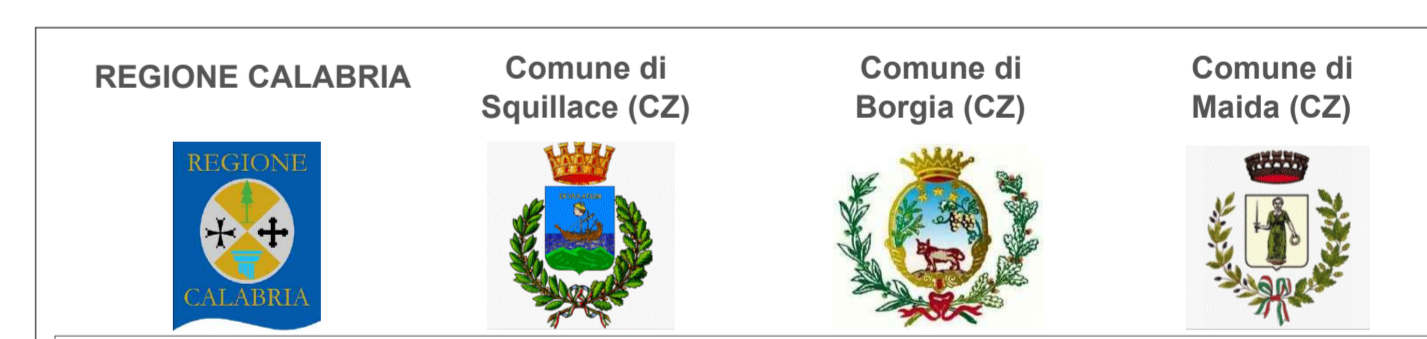 REGIONE CALABRIA
Comune di
Squillace (CZ)
Comune di
Borgia (CZ)
Comune di
Maida (CZ)
REGIONE
CALABRIA